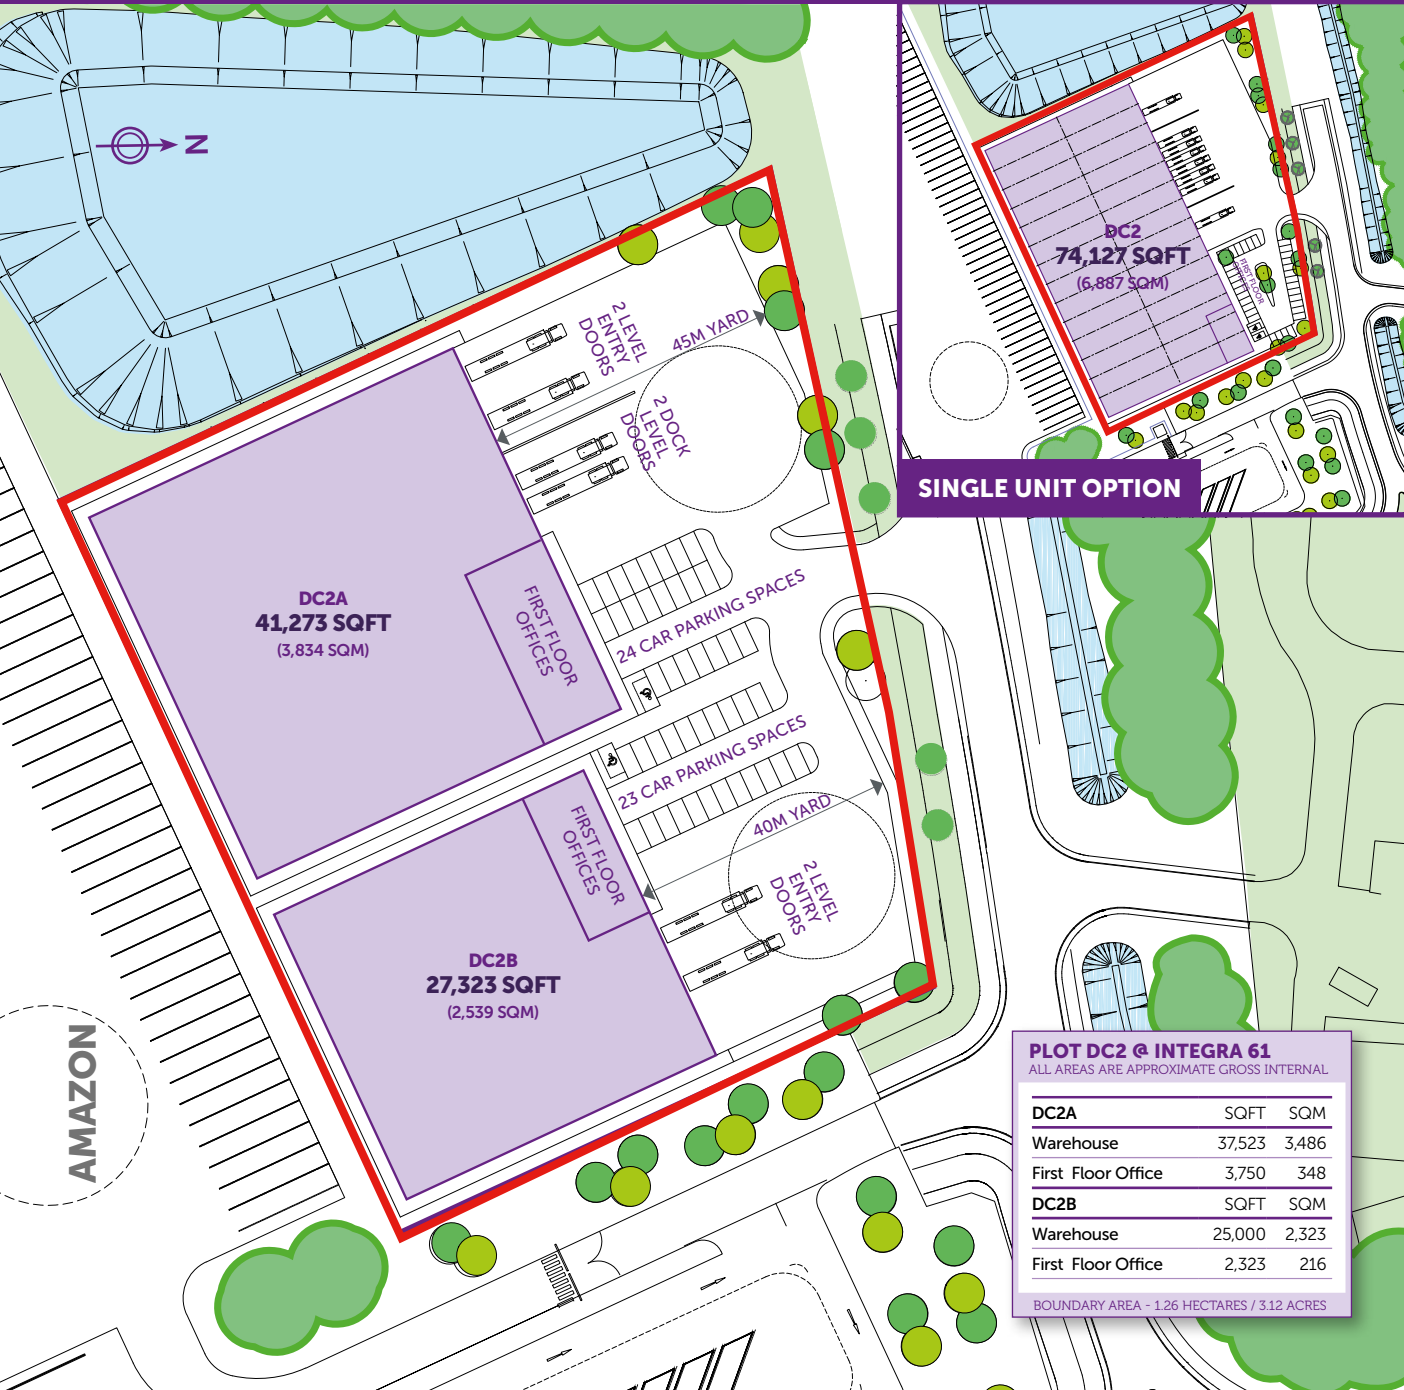 N
2 LEVEL
ENTRY
DOORS
45M YARD
2 DOCK
LEVEL
DOORS
DC2A
41,273 SQFT
(3,834 SQM)
FIRST FLOOR
OFFICES
24 CAR PARKING SPACES
23 CAR PARKING SPACES
FIRST FLOOR
OFFICES
40M YARD
2 LEVEL
ENTRY
DOORS
DC2B
27,323 SQFT
(2,539 SQM)
AMAZON
DC2
74,127 SQFT
(6,887 SQM)
FIRST FLOOR
SINGLE UNIT OPTION
PLOT DC2 @ INTEGRA 61
ALL AREAS ARE APPROXIMATE GROSS INTERNAL
DC2A SQFT SQM
Warehouse 37,523 3,486
First Floor Office 3,750 348
DC2B SQFT SQM
Warehouse 25,000 2,323
First Floor Office 2,323 216
BOUNDARY AREA - 1.26 HECTARES / 3.12 ACRES